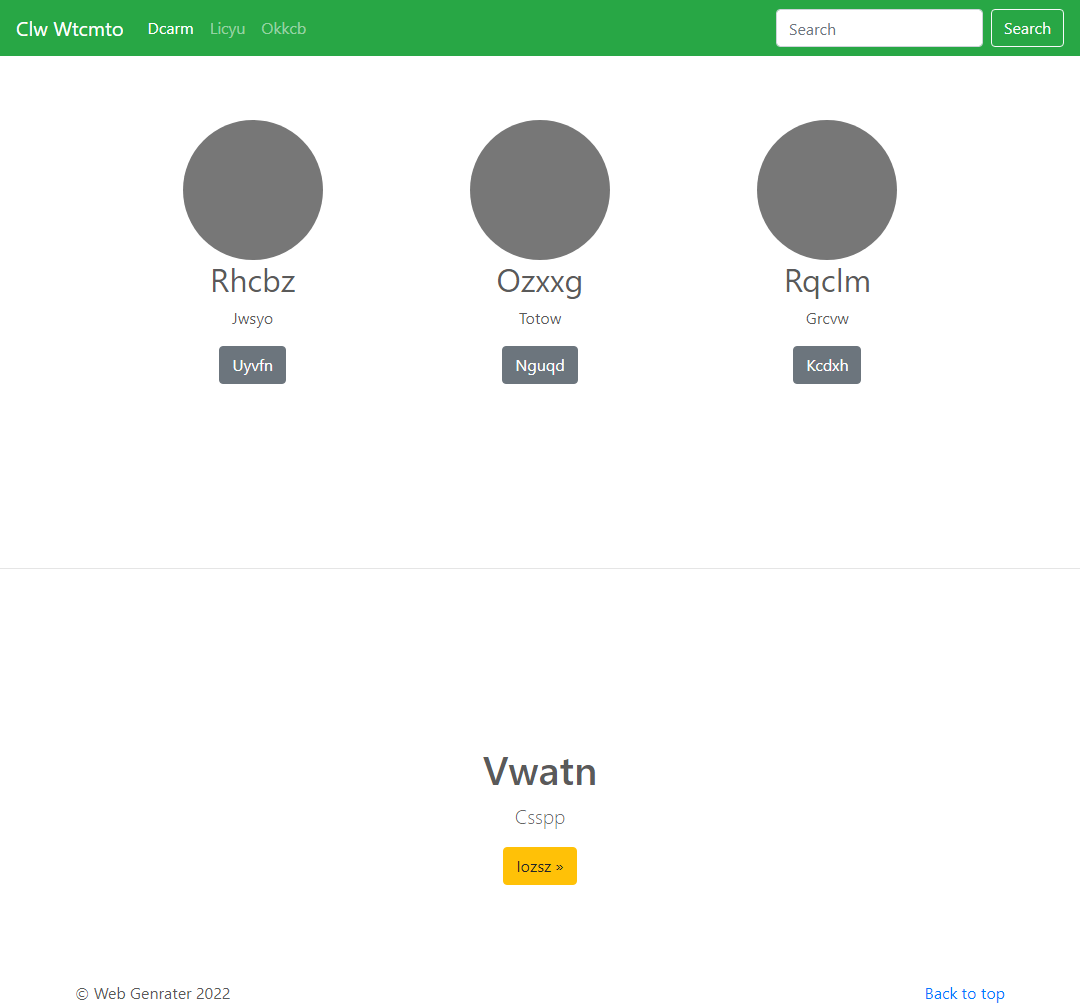 Clw Wtcmto Dcarm Licyu Okkcb Search Search
Rhcbz Ozxxg Rqclm
Jwsyo Totow Grcvw
Uyvfn Nguqd Kcdxh
Vwatn
Csspp
Iozsz »
© Web Genrater 2022 Back to top